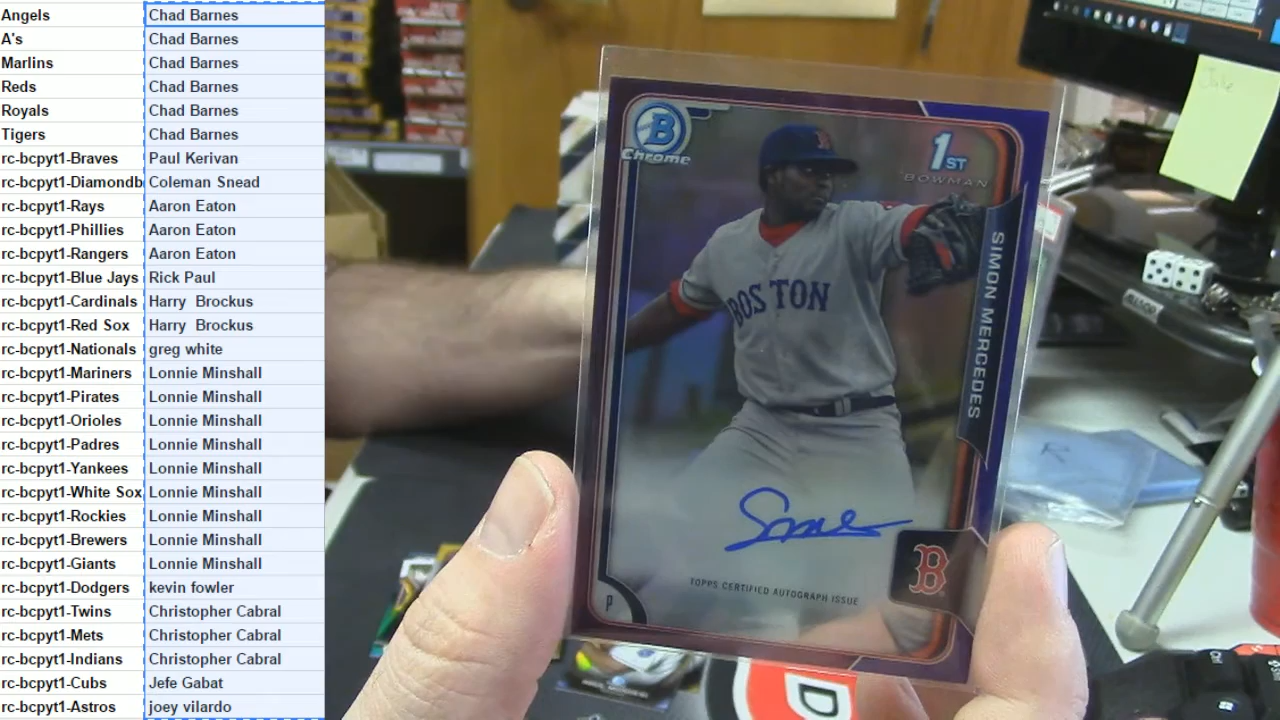 Angels Chad Barnes
A's Chad Barnes
Marlins Chad Barnes
Reds Chad Barnes
Royals Chad Barnes
Tigers Chad Barnes
rc-bcpyt1-Braves Paul Kerivan
rc-bcpyt1-Diamondb Coleman Snead
rc-bcpyt1-Rays Aaron Eaton
rc-bcpyt1-Phillies Aaron Eaton
rc-bcpyt1-Rangers Aaron Eaton
rc-bcpyt1-Blue Jays Rick Paul
rc-bcpyt1-Cardinals Harry  Brockus
rc-bcpyt1-Red Sox Harry  Brockus
rc-bcpyt1-Nationals greg white
rc-bcpyt1-Mariners Lonnie Minshall
rc-bcpyt1-Pirates Lonnie Minshall
rc-bcpyt1-Orioles Lonnie Minshall
rc-bcpyt1-Padres Lonnie Minshall
rc-bcpyt1-Yankees Lonnie Minshall
rc-bcpyt1-White Sox Lonnie Minshall
rc-bcpyt1-Rockies Lonnie Minshall
rc-bcpyt1-Brewers Lonnie Minshall
rc-bcpyt1-Giants Lonnie Minshall
rc-bcpyt1-Dodgers kevin fowler
rc-bcpyt1-Twins Christopher Cabral
rc-bcpyt1-Mets Christopher Cabral
rc-bcpyt1-Indians Christopher Cabral
rc-bcpyt1-Cubs Jefe Gabat
rc-bcpyt1-Astros joey vilardo
B
Chrome
1ST
BOWMAN
B
BOSTON
SIMON MERCEDES
TOPPS CERTIFIED AUTOGRAPH ISSUE
B
P
D
R